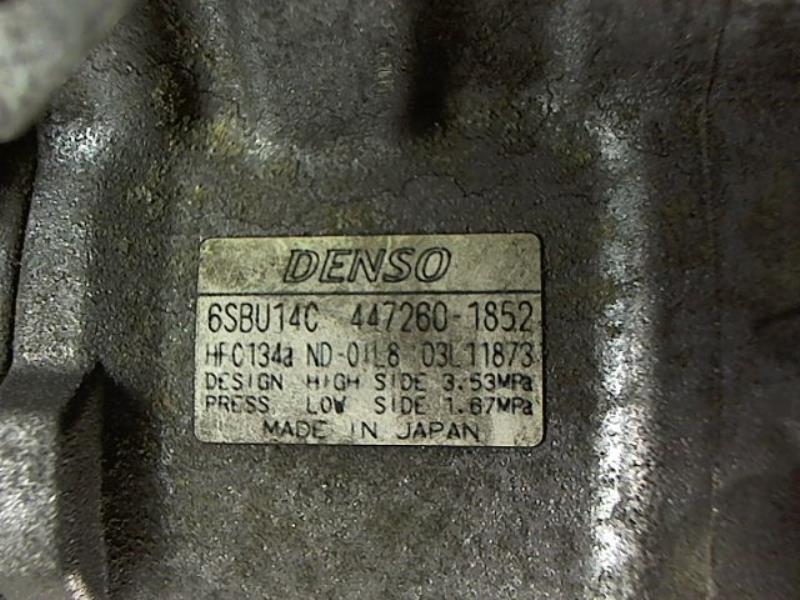 DENSO
6SBU14C 447260-1852
HFC134a ND-OIL8 03L11873
DESIGN HIGH SIDE 3.53MPa
PRESS LOW SIDE 1.67MPa
MADE IN JAPAN